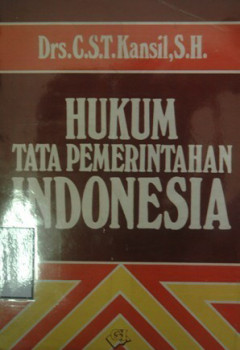 Drs.C.S.T.Kansil,S.H.
HUKUM
TATA PEMERINTAHAN
INDONESIA